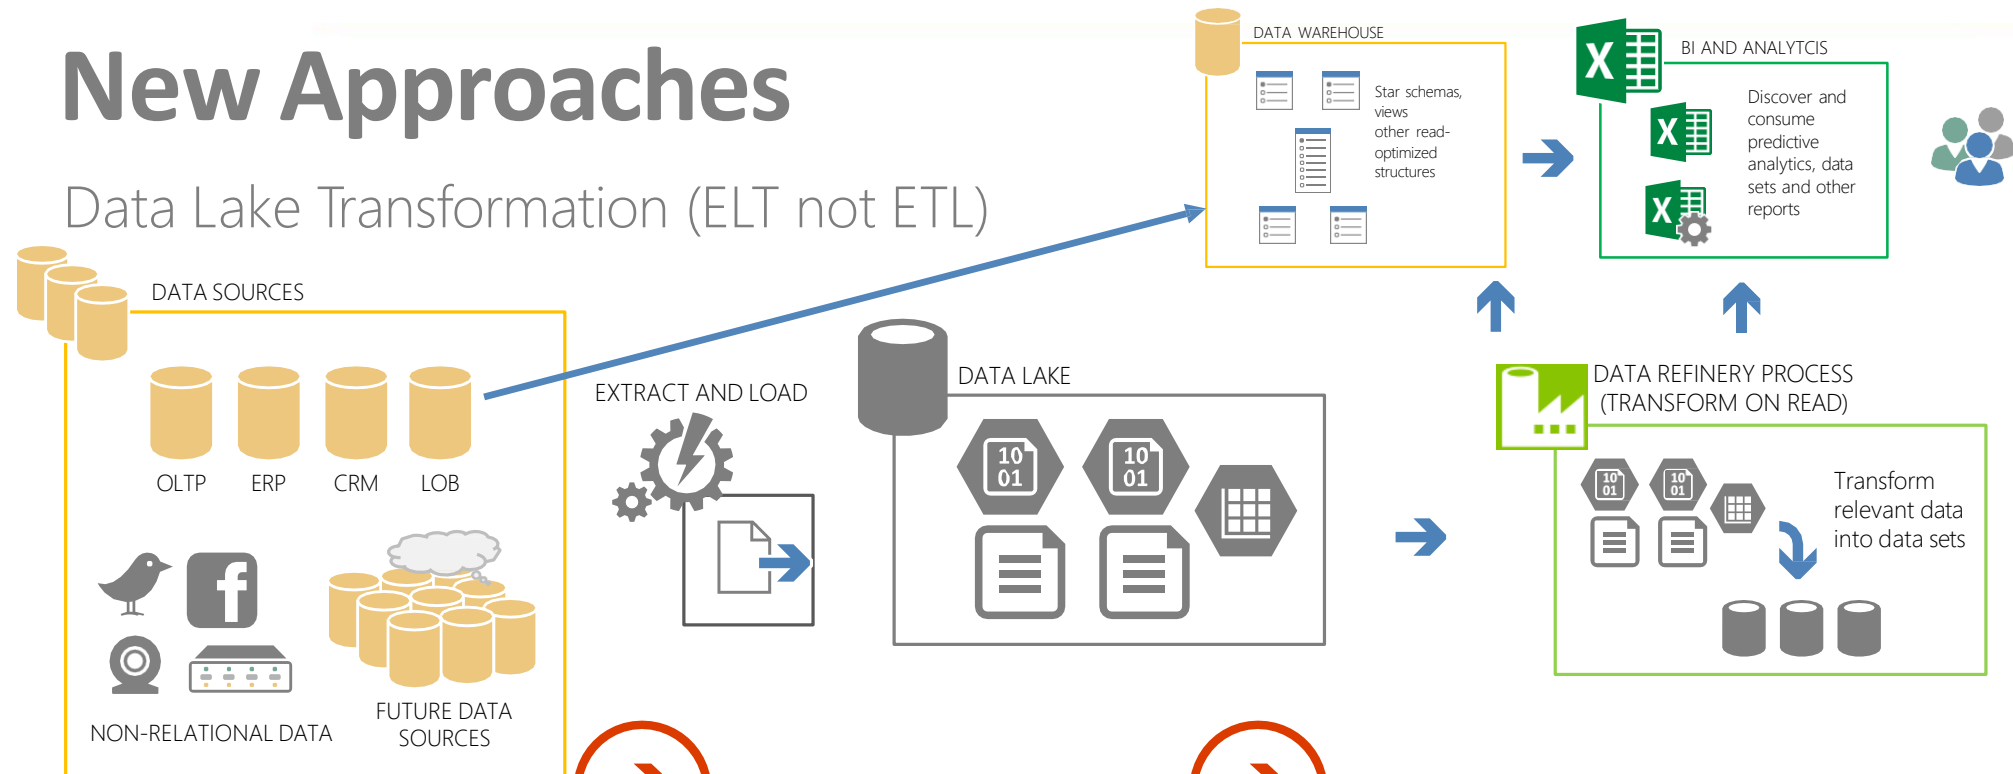 New Approaches
Data Lake Transformation (ELT not ETL)
DATA SOURCES
OLTP
ERP
CRM
LOB
NON-RELATIONAL DATA
FUTURE DATA
SOURCES
EXTRACT AND LOAD
DATA LAKE
10
01
10
01
DATA WAREHOUSE
Star schemas,
views
other read-
optimized
structures
BI AND ANALYTCIS
X
X
X
Discover and
consume
predictive
analytics, data
sets and other
reports
DATA REFINERY PROCESS
(TRANSFORM ON READ)
10
01
10
01
Transform
relevant data
into data sets